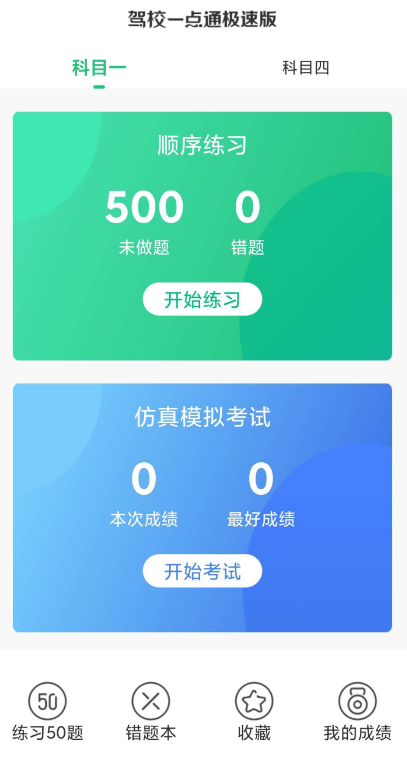 驾校一点通极速版
科目一 科目四
顺序练习
500 0
未做题 错题
开始练习
仿真模拟考试
0 0
本次成绩 最好成绩
开始考试
50
练习50题 错题本 收藏 我的成绩